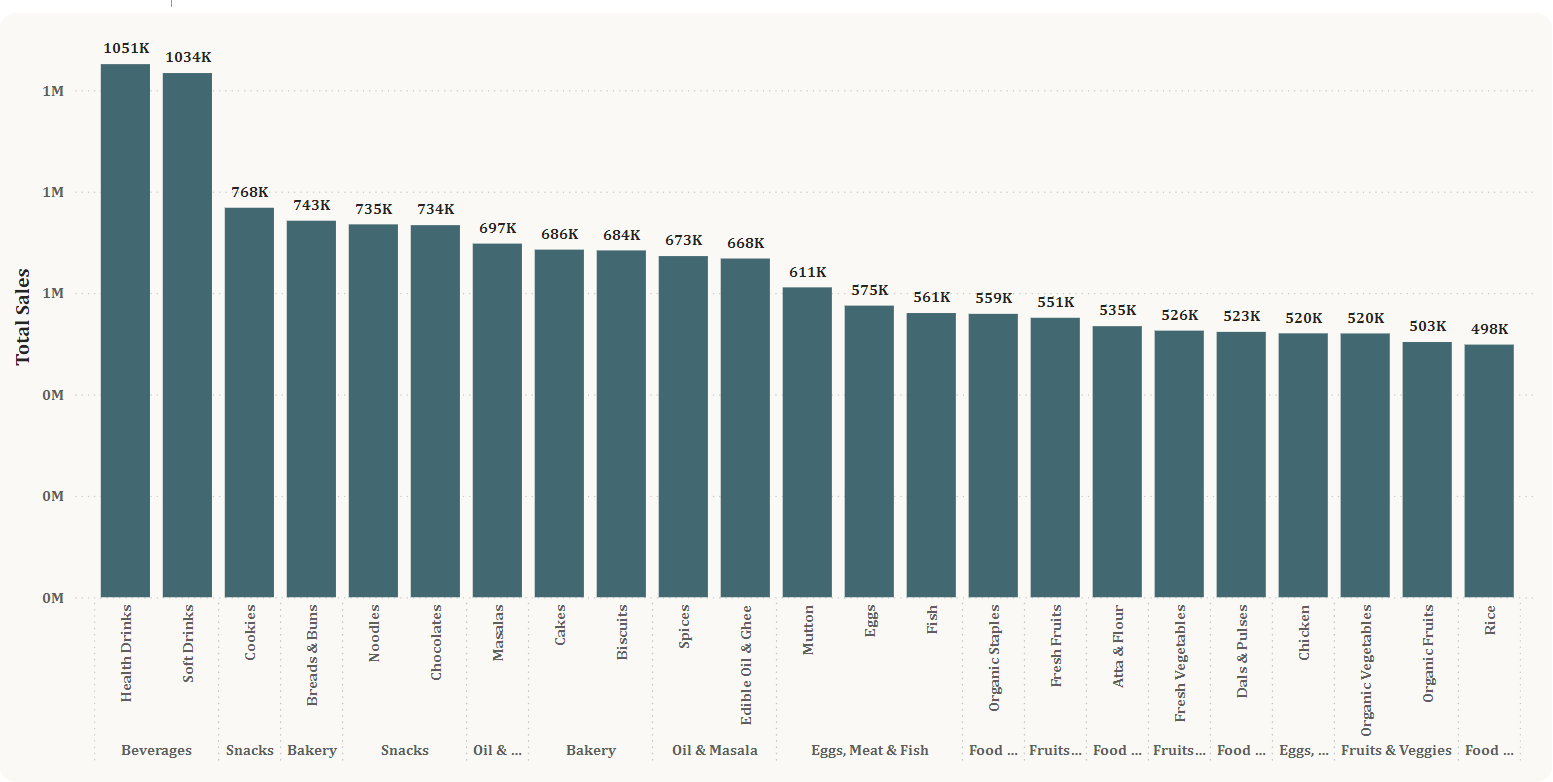 1051K
1034K
768K
743K
735K
734K
697K
686K
684K
673K
668K
611K
575K
561K
559K
551K
535K
526K
523K
520K
520K
503K
498K
1M
1M
1M
0M
0M
0M
Total Sales
Health Drinks
Soft Drinks
Cookies
Breads & Buns
Noodles
Chocolates
Masalas
Cakes
Biscuits
Spices
Edible Oil & Ghee
Mutton
Eggs
Fish
Organic Staples
Fresh Fruits
Atta & Flour
Fresh Vegetables
Dals & Pulses
Chicken
Organic Vegetables
Organic Fruits
Rice
Beverages
Snacks
Bakery
Snacks
Oil & ...
Bakery
Oil & Masala
Eggs, Meat & Fish
Food ...
Fruits...
Food ...
Fruits...
Food ...
Eggs, ...
Fruits & Veggies
Food ...